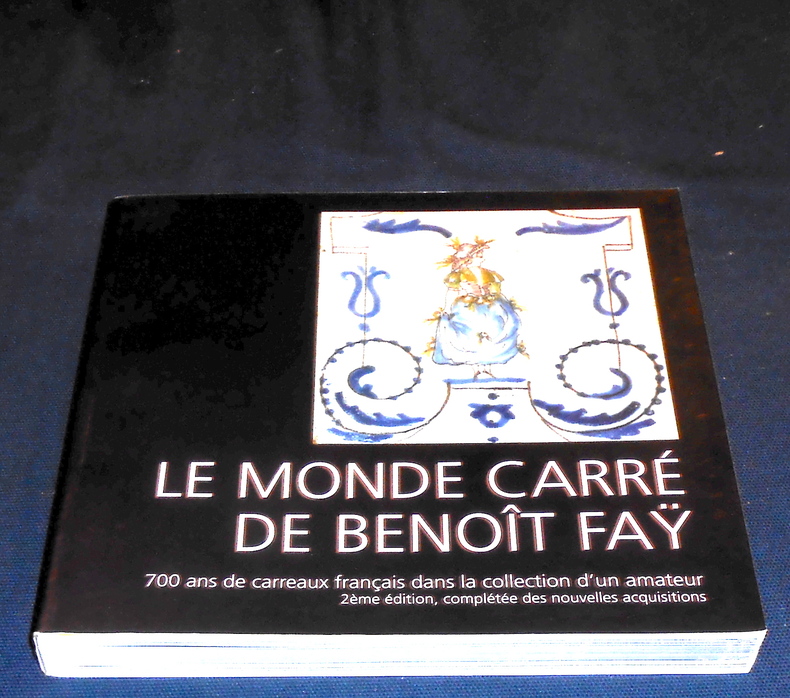 LE MONDE CARRÉ
DE BENOÎT FAŸ
700 ans de carreaux français dans la collection d'un amateur
2ème édition, complétée des nouvelles acquisitions